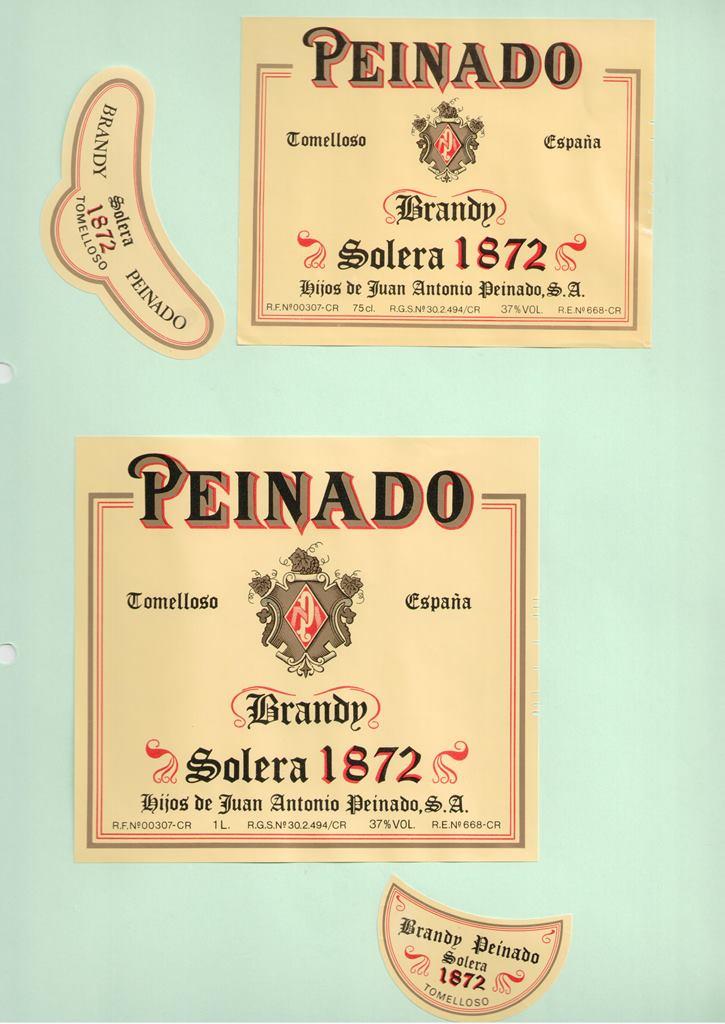 PEINADO
Tomelloso España
Brandy
Solera 1872
Hijos de Juan Antonio Peinado, S.A.
R.F.Nº00307-CR 75cl. R.G.S.Nº30.2.494/CR 37%VOL. R.E.Nº668-CR
BRANDY PEINADO
Solera
1872
TOMELLOSO
PEINADO
Tomelloso España
Brandy
Solera 1872
Hijos de Juan Antonio Peinado, S.A.
R.F.Nº00307-CR 1L. R.G.S.Nº30.2.494/CR 37%VOL. R.E.Nº668-CR
Brandy Peinado
Solera
1872
TOMELLOSO